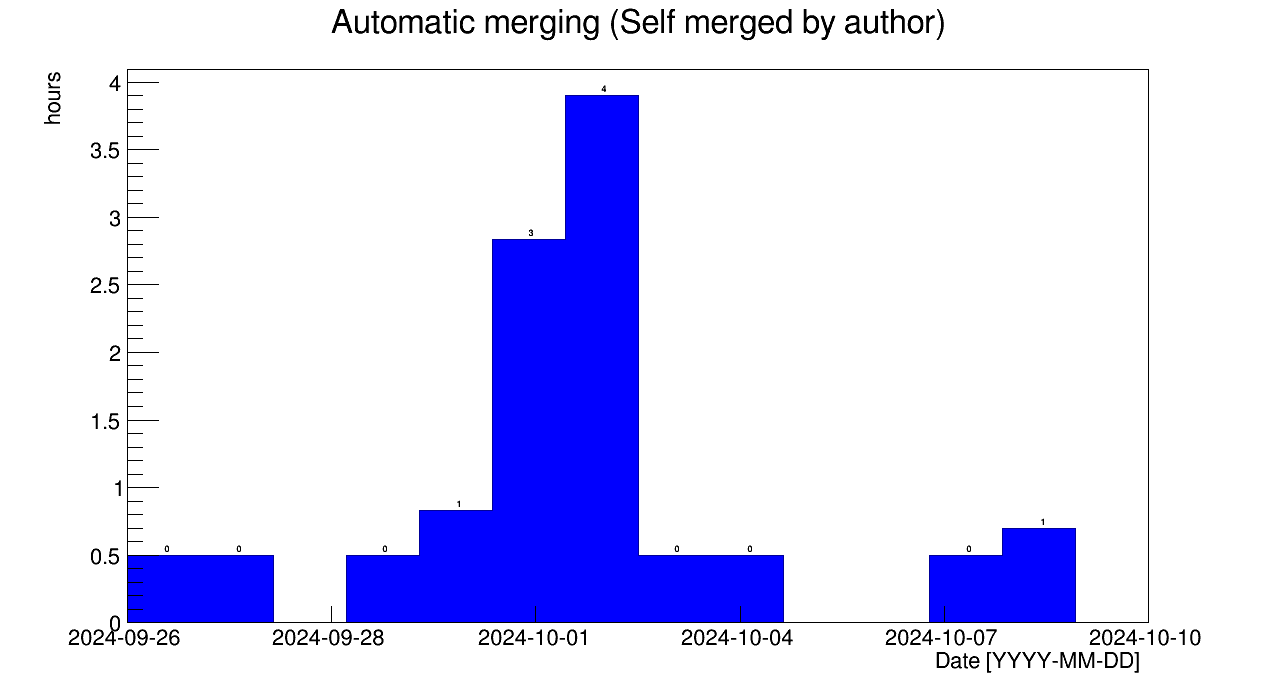 Automatic merging (Self merged by author)
hours
4
3.5
3
2.5
2
1.5
1
0.5
0
0 0 0 1 3 4 0 0 0 1
2024-09-26 2024-09-28 2024-10-01 2024-10-04 2024-10-07 2024-10-10
Date [YYYY-MM-DD]